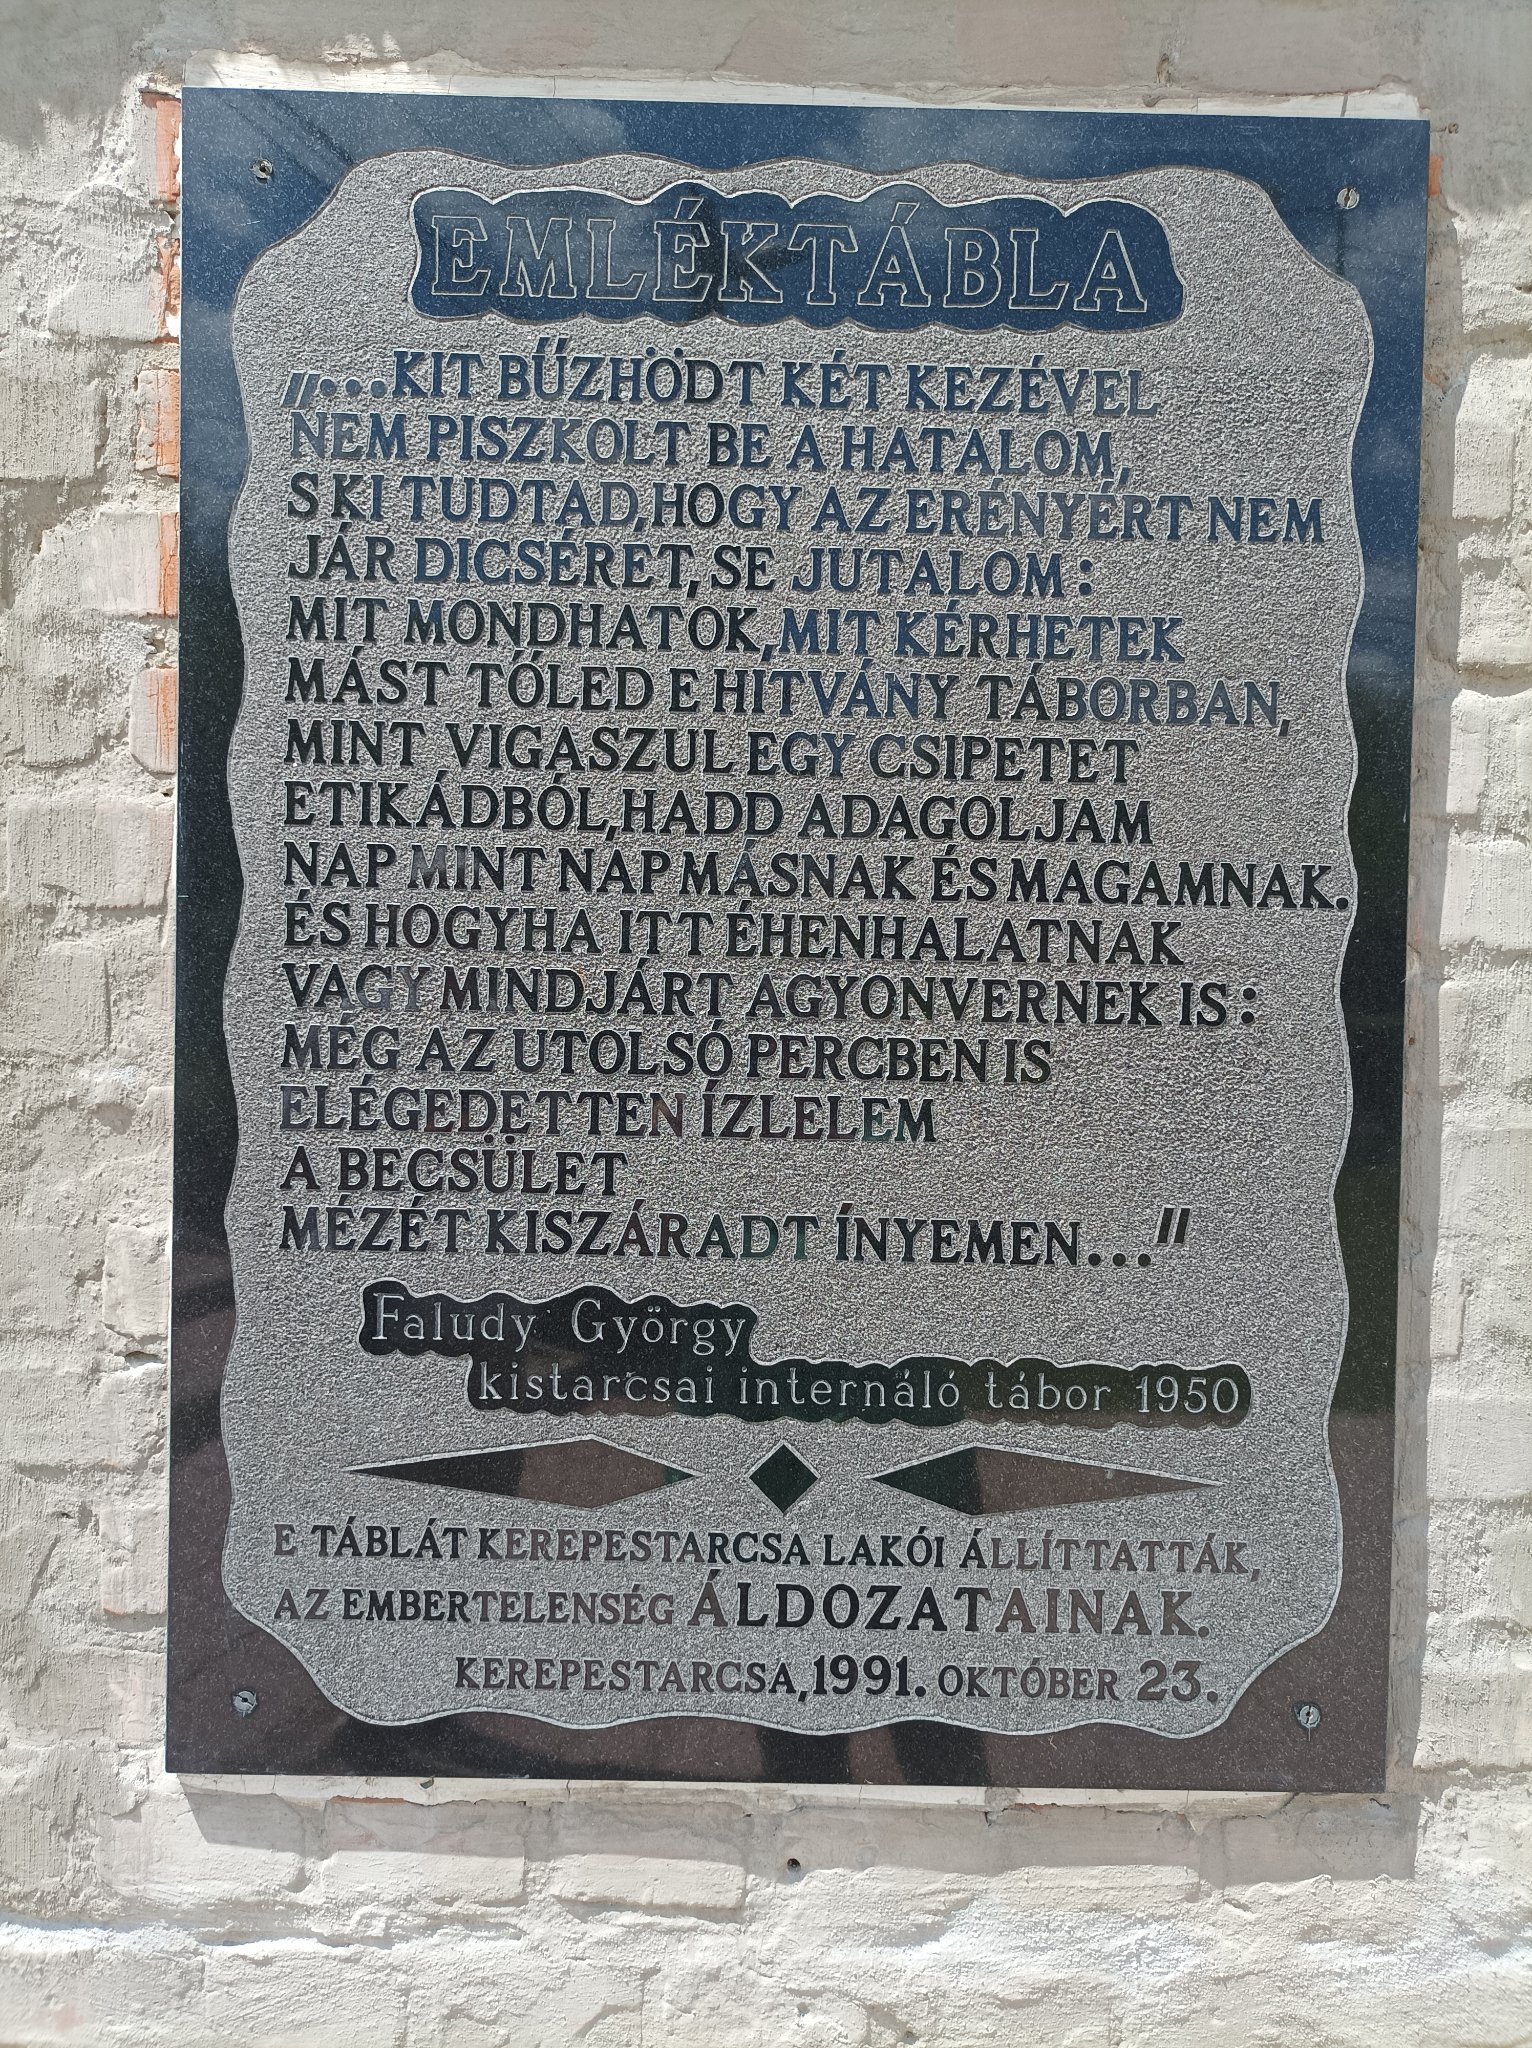 EMLÉKTÁBLA
„...KIT BŰZHÖDT KÉT KEZÉVEL
NEM PISZKOLT BE A HATALOM,
S KI TUDTAD, HOGY AZ ERÉNYÉRT NEM
JÁR DICSÉRET, SE JUTALOM:
MIT MONDHATOK, MIT KÉRHETEK
MÁST TŐLED E HITVÁNY TÁBORBAN,
MINT VIGASZUL EGY CSIPETET
ETIKÁDBÓL, HADD ADAGOLJAM
NAP MINT NAP MÁSNAK ÉS MAGAMNAK.
ÉS HOGYHA ITT ÉHENHALATNAK
VAGY MINDJÁRT AGYONVERNEK IS:
MÉG AZ UTOLSÓ PERCBEN IS
ELÉGEDETTEN ÍZLELEM
A BECSÜLET
MÉZÉT KISZÁRADT ÍNYEMEN..."
Faludy György
kistarcsai internáló tábor 1950
E TÁBLÁT KEREPESTARCSA LAKÓI ÁLLÍTTATTÁK,
AZ EMBERTELENSÉG ÁLDOZATAINAK.
KEREPESTARCSA, 1991. OKTÓBER 23.